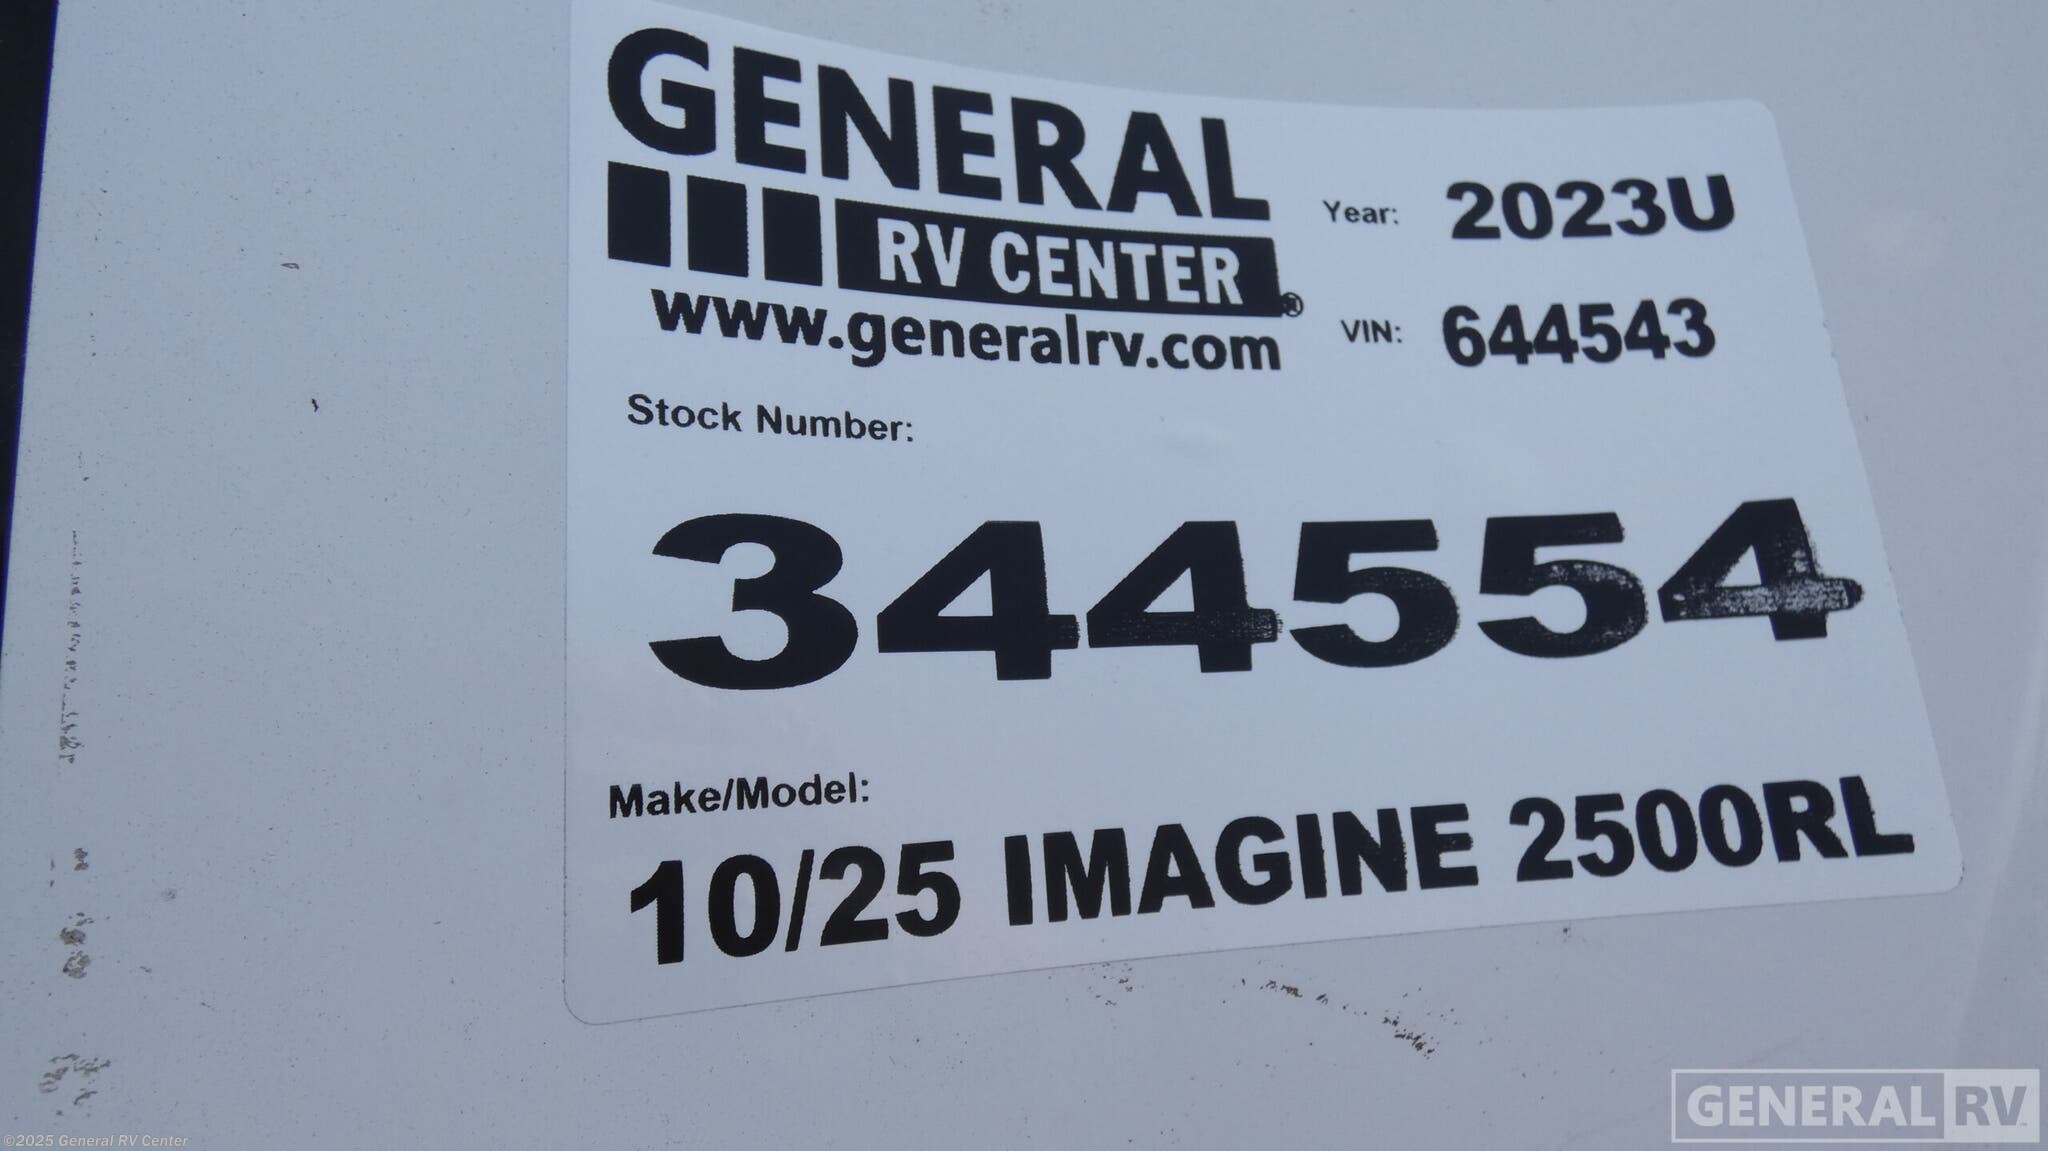 GENERAL
RV CENTER®
www.generalrv.com
Year: 2023U
VIN: 644543
Stock Number:
344554
Make/Model:
10/25 IMAGINE 2500RL
GENERAL RV
©2025 General RV Center